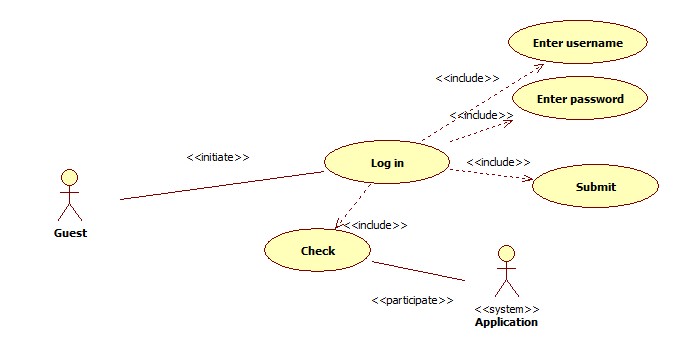 Enter username
<<include>>
Enter password
<<include>>
<<initiate>>
Log in
<<include>>
Submit
Guest
<<include>>
Check
<<participate>>
<<system>>
Application